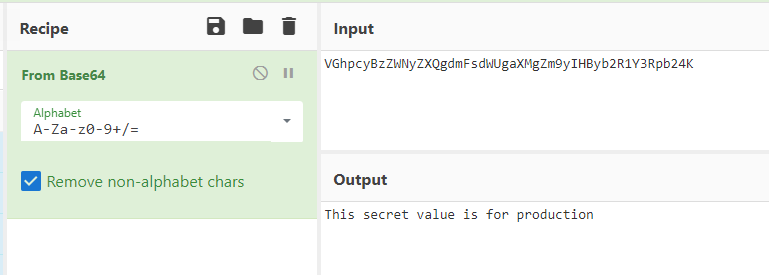 Recipe
From Base64
Alphabet
A-Za-z0-9+/=
Remove non-alphabet chars
Input
VGhpcyBzZWNyZXQgdmFsdWUgaXMgZm9yIHByb2R1Y3Rpb24K
Output
This secret value is for production